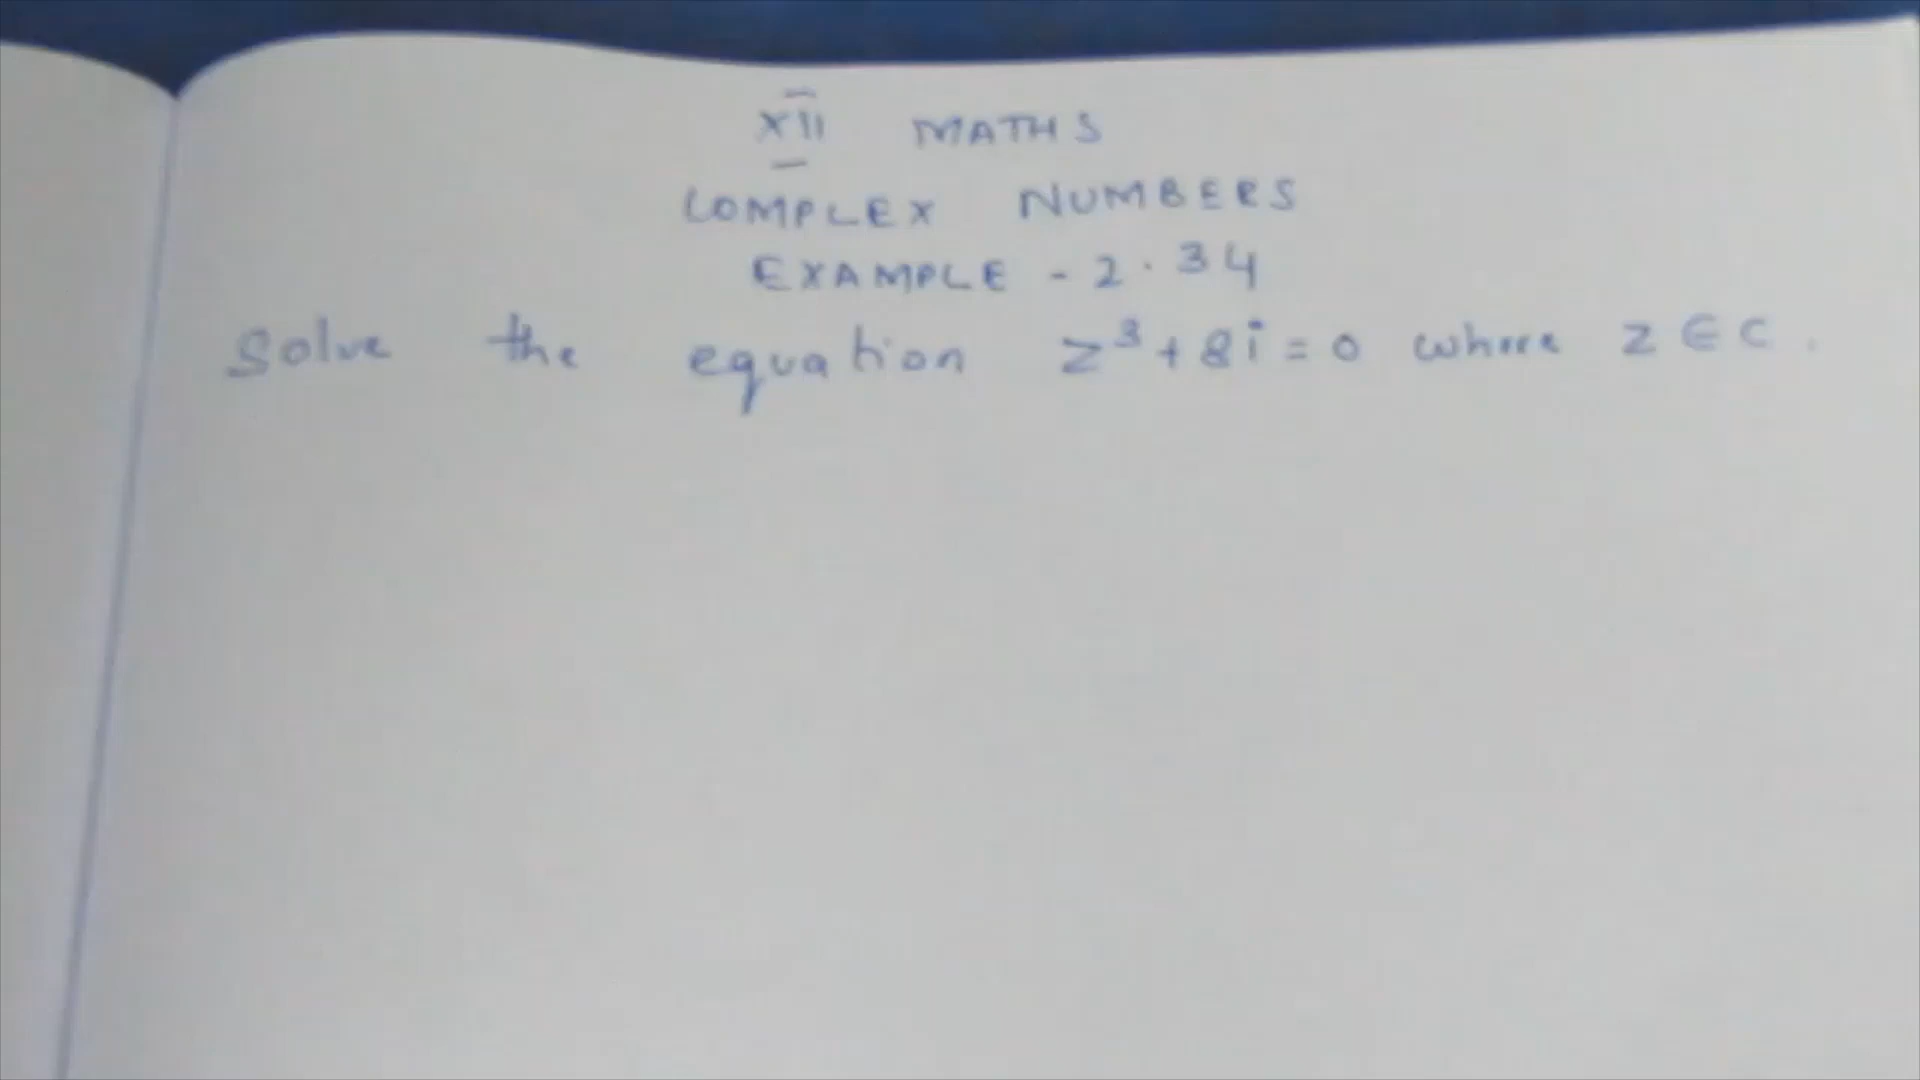 XII MATHS
COMPLEX NUMBERS
EXAMPLE - 2.34
Solve the equation z³ + 8i = 0 where z ∈ C.